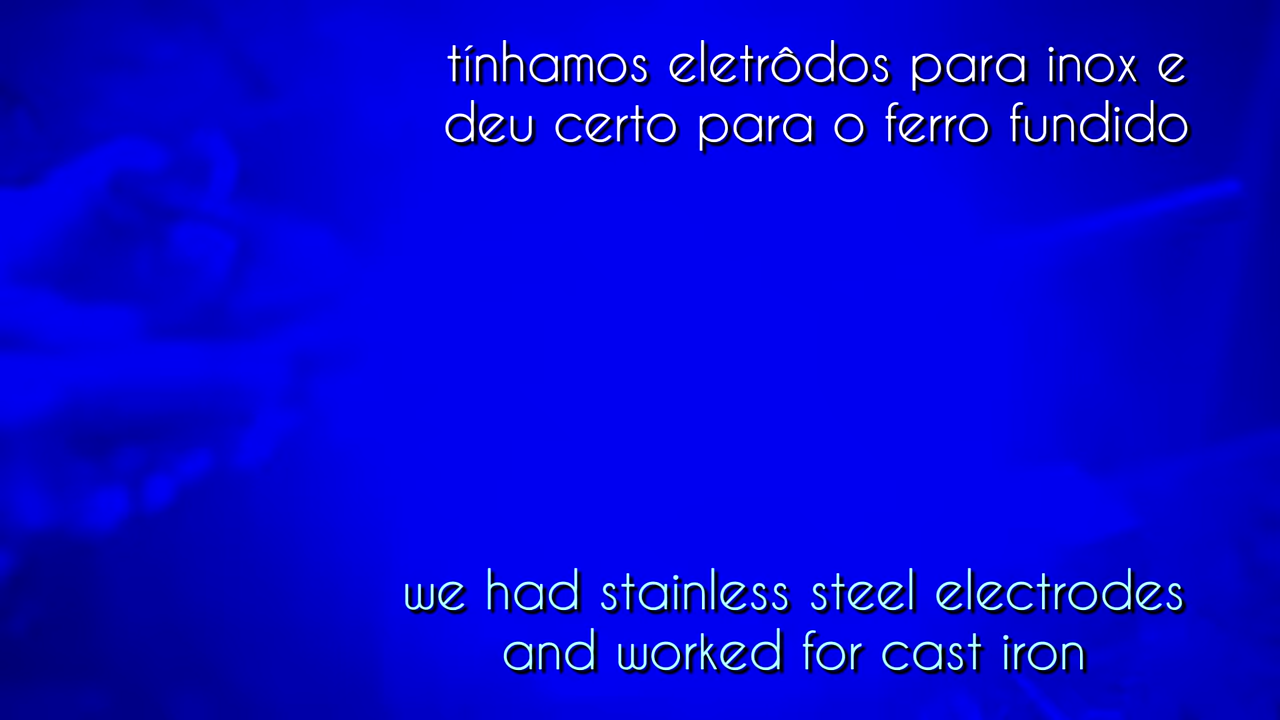 tínhamos eletrôdos para inox e
deu certo para o ferro fundido
we had stainless steel electrodes
and worked for cast iron